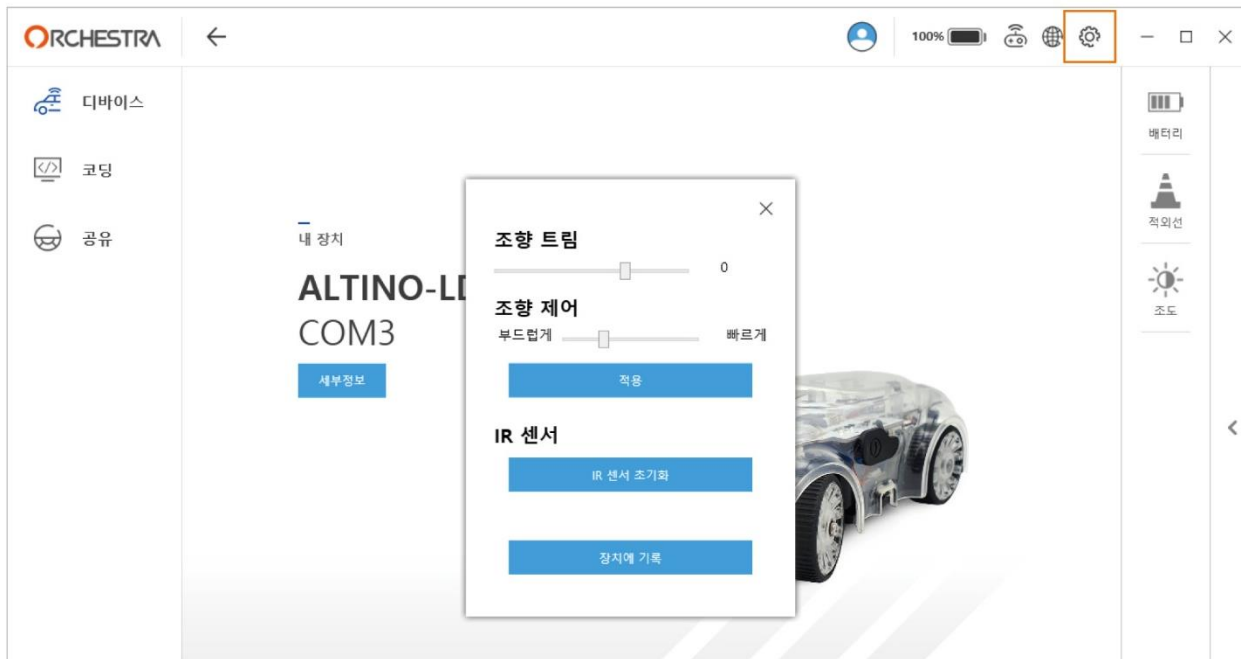 ORCHESTRA
100%
디바이스
코딩
공유
내 장치
ALTINO-LI
COM3
세부정보
조향 트림
0
조향 제어
부드럽게 빠르게
적용
IR 센서
IR 센서 초기화
장치에 기록
배터리
적외선
조도